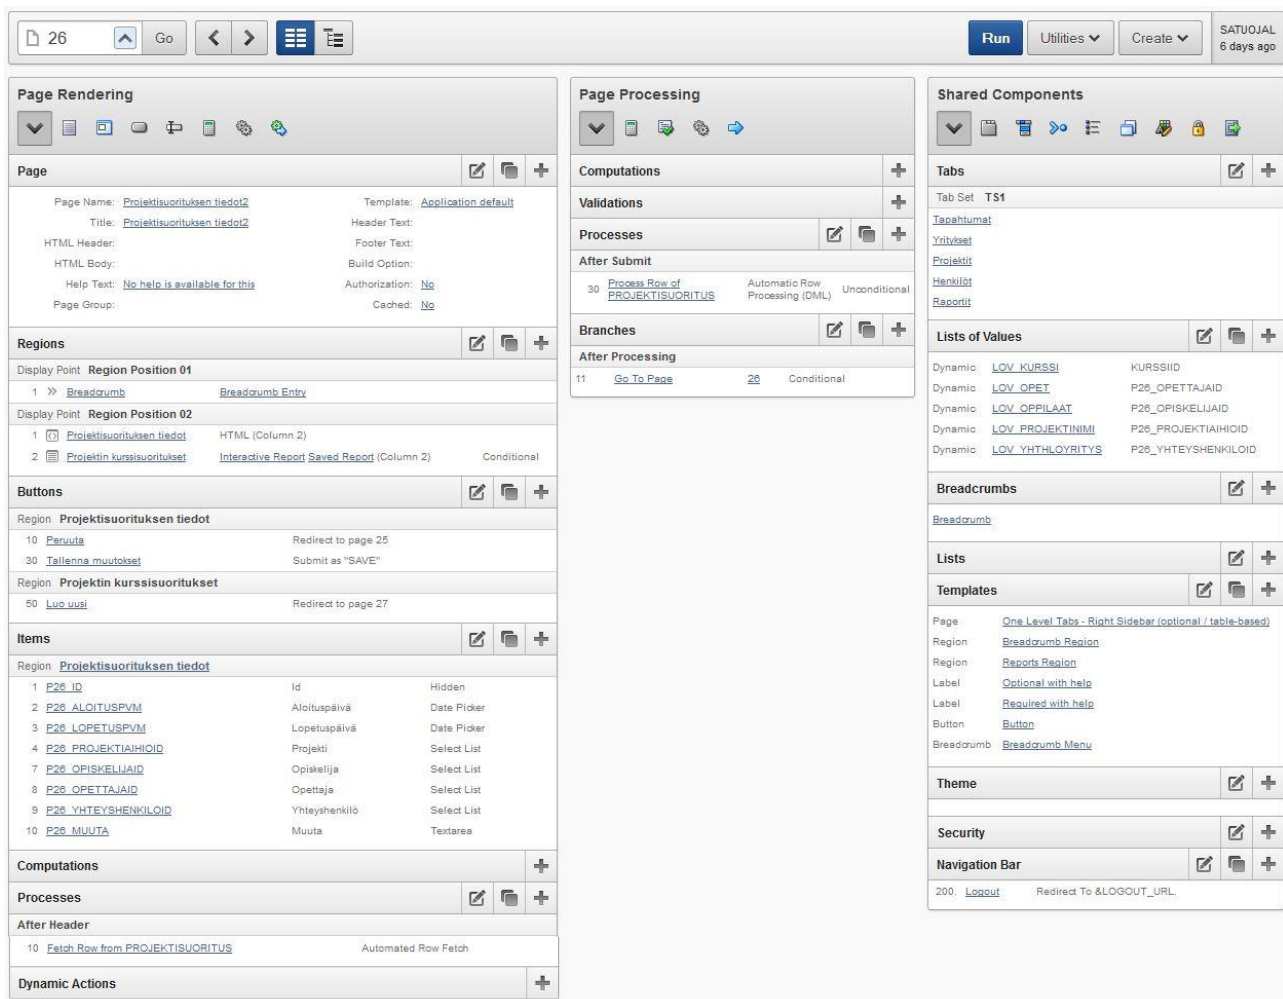 26 Go Run Utilities Create SATUOJAL
6 days ago
Page Rendering
Page
Page Name: Projektisuorituksen tiedot2 Template: Application default
Title: Projektisuorituksen tiedot2 Header Text:
HTML Header: Footer Text:
HTML Body: Build Option:
Help Text: No help is available for this Authorization: No
Page Group: Cached: No
Regions
Display Point Region Position 01
1 Breadcrumb Breadcrumb Entry
Display Point Region Position 02
1 Projektisuorituksen tiedot HTML (Column 2)
2 Projektin kurssisuoritukset Interactive Report Saved Report (Column 2) Conditional
Buttons
Region Projektisuorituksen tiedot
10 Peruuta Redirect to page 25
30 Tallenna muutokset Submit as "SAVE"
Region Projektin kurssisuoritukset
50 Luo uusi Redirect to page 27
Items
Region Projektisuorituksen tiedot
1 P26_ID Id Hidden
2 P26_ALOITUSPVM Aloituspäivä Date Picker
3 P26_LOPETUSPVM Lopetuspäivä Date Picker
4 P26_PROJEKTIAIHIOID Projekti Select List
7 P26_OPISKELIJAID Opiskelija Select List
8 P26_OPETTAJAID Opettaja Select List
9 P26_YHTEYSHENKILOID Yhteyshenkilö Select List
10 P26_MUUTA Muuta Textarea
Computations
Processes
After Header
10 Fetch Row from PROJEKTISUORITUS Automated Row Fetch
Dynamic Actions
Page Processing
Computations
Validations
Processes
After Submit
30 Process Row of PROJEKTISUORITUS Automatic Row Processing (DML) Unconditional
Branches
After Processing
11 Go To Page 26 Conditional
Shared Components
Tabs
Tab Set TS1
Tapahtumat
Yritykset
Projektit
Henkilöt
Raportit
Lists of Values
Dynamic LOV_KURSSI KURSSIID
Dynamic LOV_OPET P26_OPETTAJAID
Dynamic LOV_OPPILAAT P26_OPISKELIJAID
Dynamic LOV_PROJEKTINIMI P26_PROJEKTIAIHIOID
Dynamic LOV_YHTHLOYRITYS P26_YHTEYSHENKILOID
Breadcrumbs
Breadcrumb
Lists
Templates
Page One Level Tabs - Right Sidebar (optional / table-based)
Region Breadcrumb Region
Region Reports Region
Label Optional with help
Label Required with help
Button Button
Breadcrumb Breadcrumb Menu
Theme
Security
Navigation Bar
200. Logout Redirect To &LOGOUT_URL.